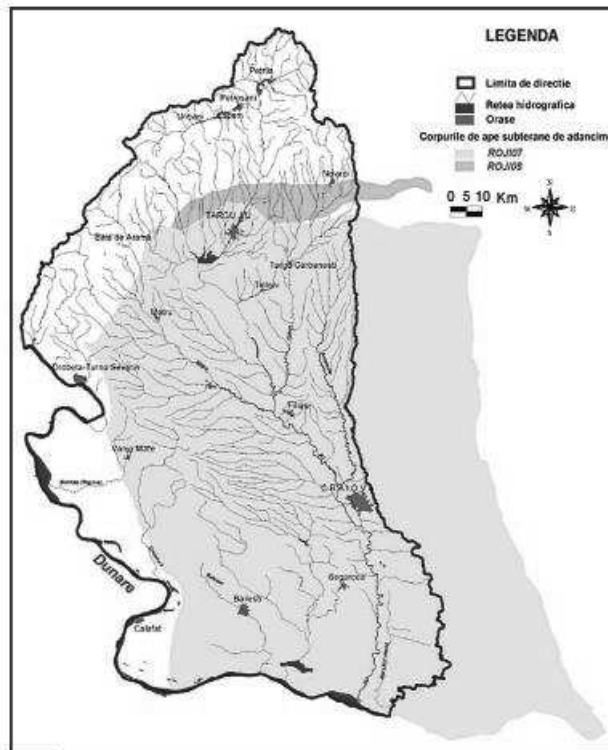 LEGENDA
Limita de directie
Retea hidrografica
Orase
Corpurile de ape subterane de adancime
ROJI07
ROJI08
0 5 10 Km
Petrila
Petrosani
Novaci
TARGU JIU
Baia de Arama
Targu Carbunesti
Motru
Drobeta-Turnu Severin
Filiasi
Vanju Mare
CRAIOVA
Segarcea
Bailesti
Calafat
Dunare